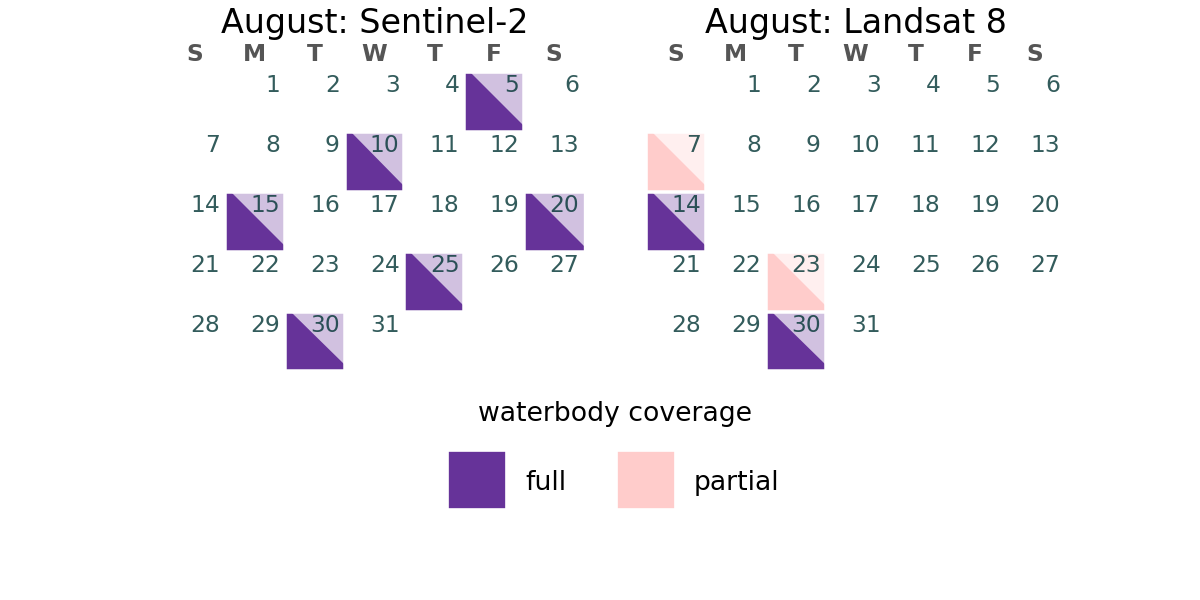 August: Sentinel-2
S M T W T F S
1 2 3 4 5 6
7 8 9 10 11 12 13
14 15 16 17 18 19 20
21 22 23 24 25 26 27
28 29 30 31
August: Landsat 8
S M T W T F S
1 2 3 4 5 6
7 8 9 10 11 12 13
14 15 16 17 18 19 20
21 22 23 24 25 26 27
28 29 30 31
waterbody coverage
full
partial